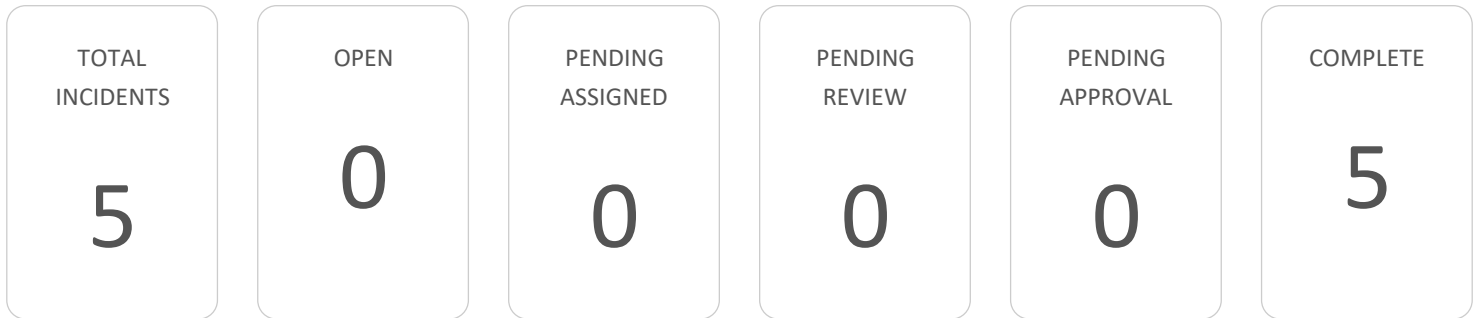 TOTAL
INCIDENTS
5
OPEN
0
PENDING
ASSIGNED
0
PENDING
REVIEW
0
PENDING
APPROVAL
0
COMPLETE
5